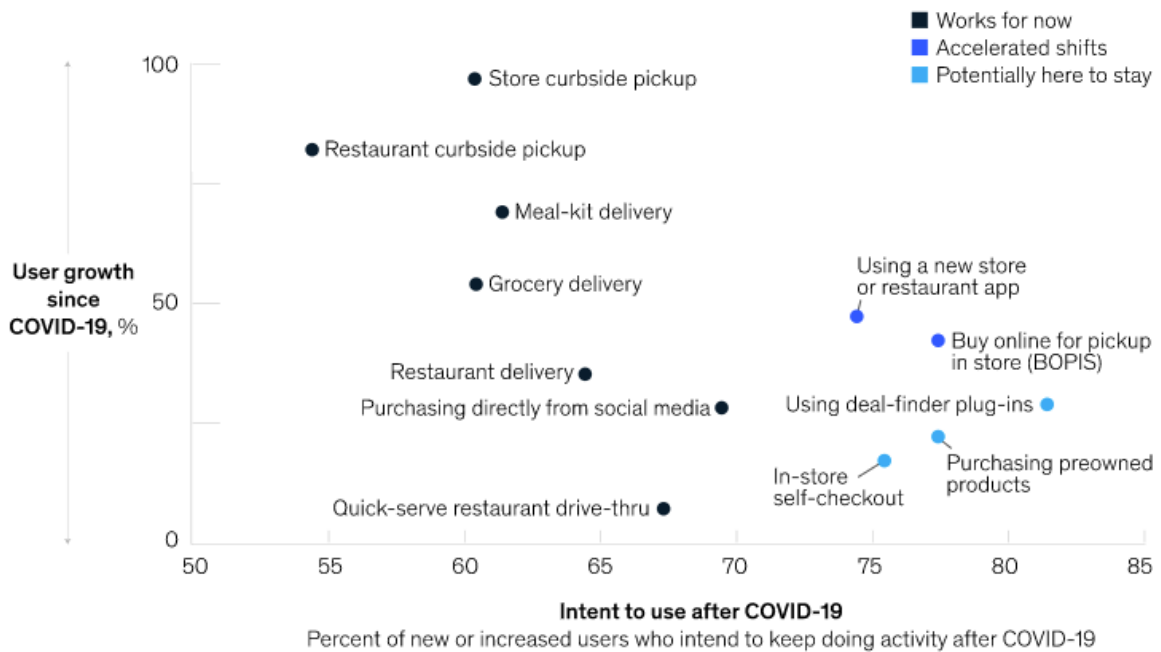 Works for now
Accelerated shifts
Potentially here to stay
100
Store curbside pickup
Restaurant curbside pickup
Meal-kit delivery
User growth
since
COVID-19, %
Grocery delivery
Using a new store
or restaurant app
50
Buy online for pickup
in store (BOPIS)
Restaurant delivery
Purchasing directly from social media
Using deal-finder plug-ins
Purchasing preowned
products
In-store
self-checkout
Quick-serve restaurant drive-thru
0
50 55 60 65 70 75 80 85
Intent to use after COVID-19
Percent of new or increased users who intend to keep doing activity after COVID-19